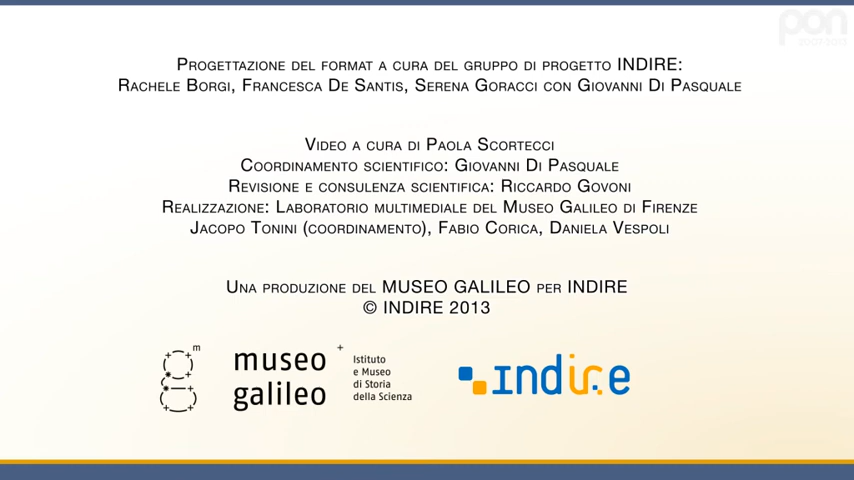 pon
2007-2013
Progettazione del format a cura del gruppo di progetto INDIRE:
Rachele Borgi, Francesca De Santis, Serena Goracci con Giovanni Di Pasquale
Video a cura di Paola Scortecci
Coordinamento scientifico: Giovanni Di Pasquale
Revisione e consulenza scientifica: Riccardo Govoni
Realizzazione: Laboratorio multimediale del Museo Galileo di Firenze
Jacopo Tonini (coordinamento), Fabio Corica, Daniela Vespoli
Una produzione del MUSEO GALILEO per INDIRE
© INDIRE 2013
g m
museo
galileo
Istituto
e Museo
di Storia
della Scienza
indire